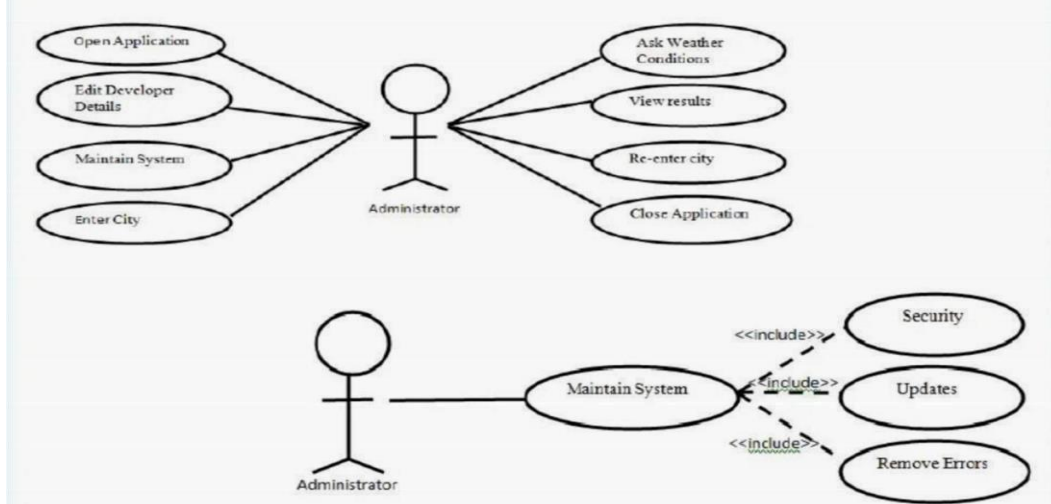 Open Application
Edit Developer
Details
Maintain System
Enter City
Administrator
Ask Weather
Conditions
View results
Re-enter city
Close Application
Administrator
Maintain System
<<include>>
<<include>>
<<include>>
Security
Updates
Remove Errors